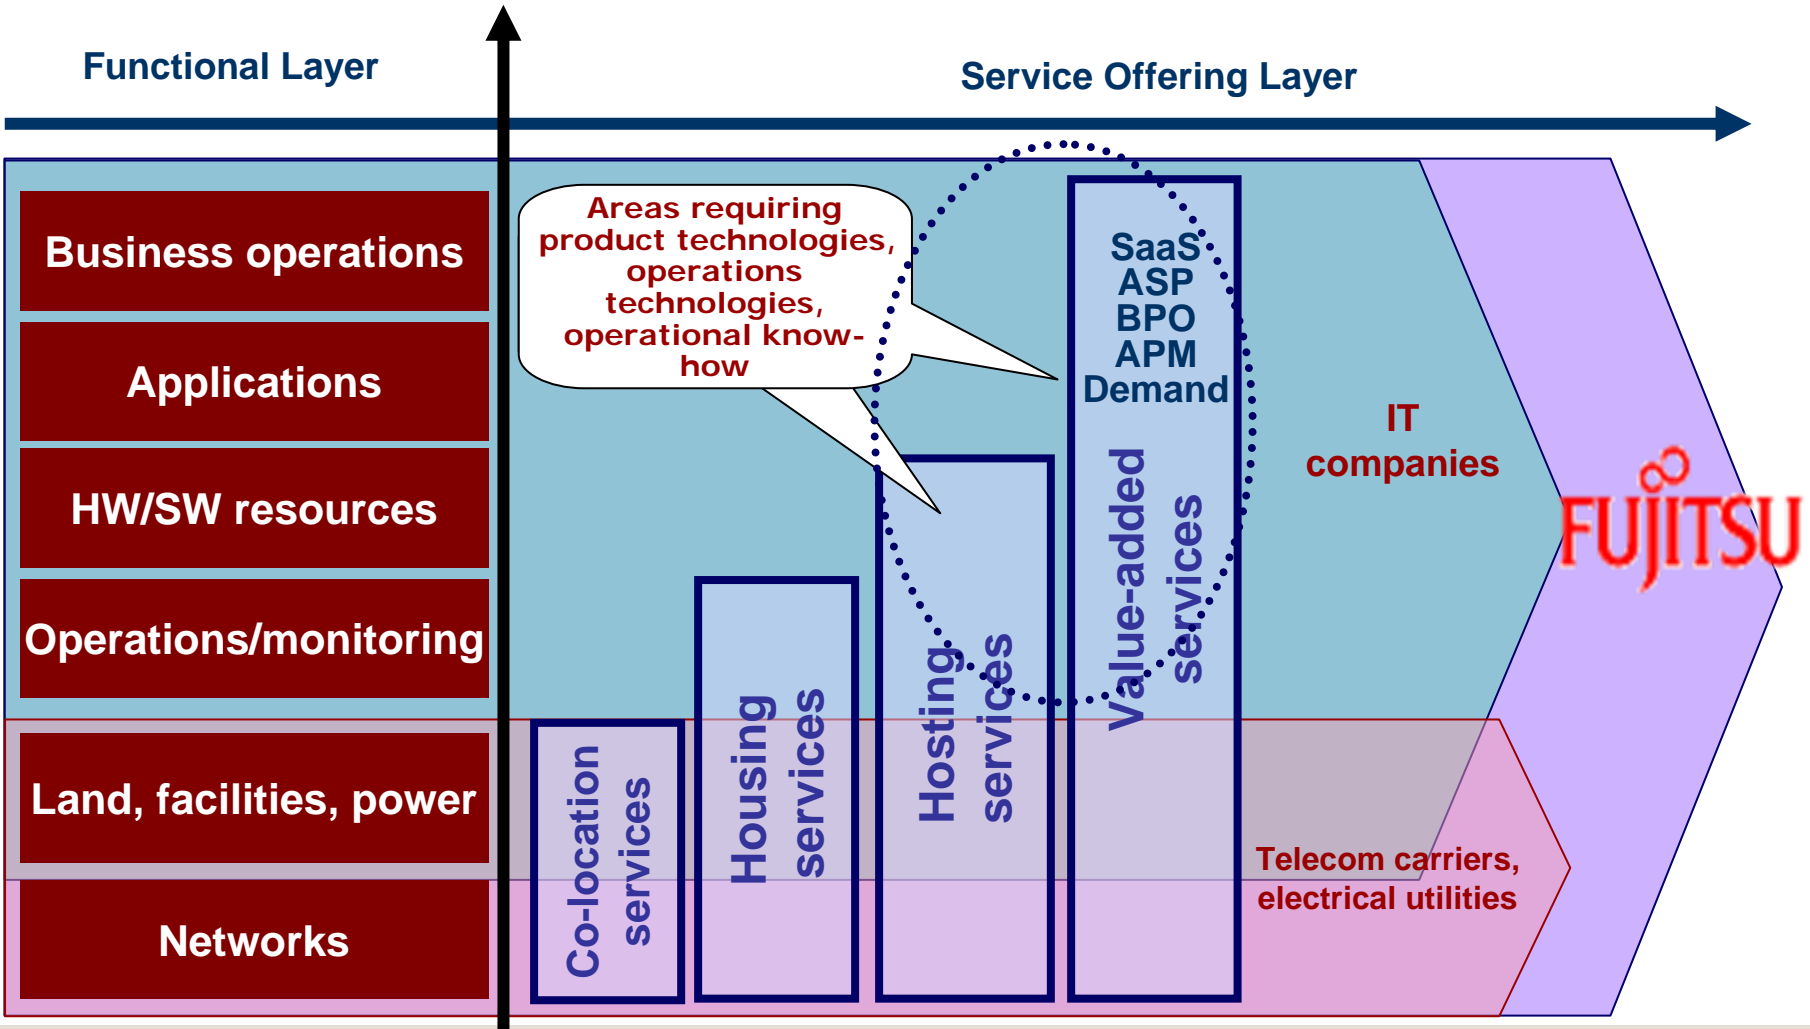 Functional Layer
Service Offering Layer
Business operations
Applications
HW/SW resources
Operations/monitoring
Land, facilities, power
Networks
Areas requiring
product technologies,
operations
technologies,
operational know-
how
Co-location
services
Housing
services
Hosting
services
SaaS
ASP
BPO
APM
Demand
Value-added
services
IT
companies
Telecom carriers,
electrical utilities
FUJITSU